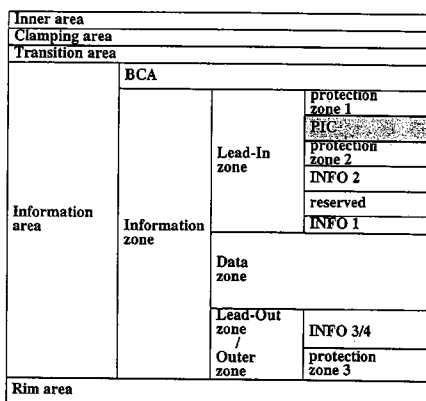 Inner area
Clamping area
Transition area
BCA
protection
zone 1
PIC
protection
zone 2
Lead-In
zone
INFO 2
reserved
INFO 1
Information
area
Information
zone
Data
zone
Lead-Out
zone
/
Outer
zone
INFO 3/4
protection
zone 3
Rim area